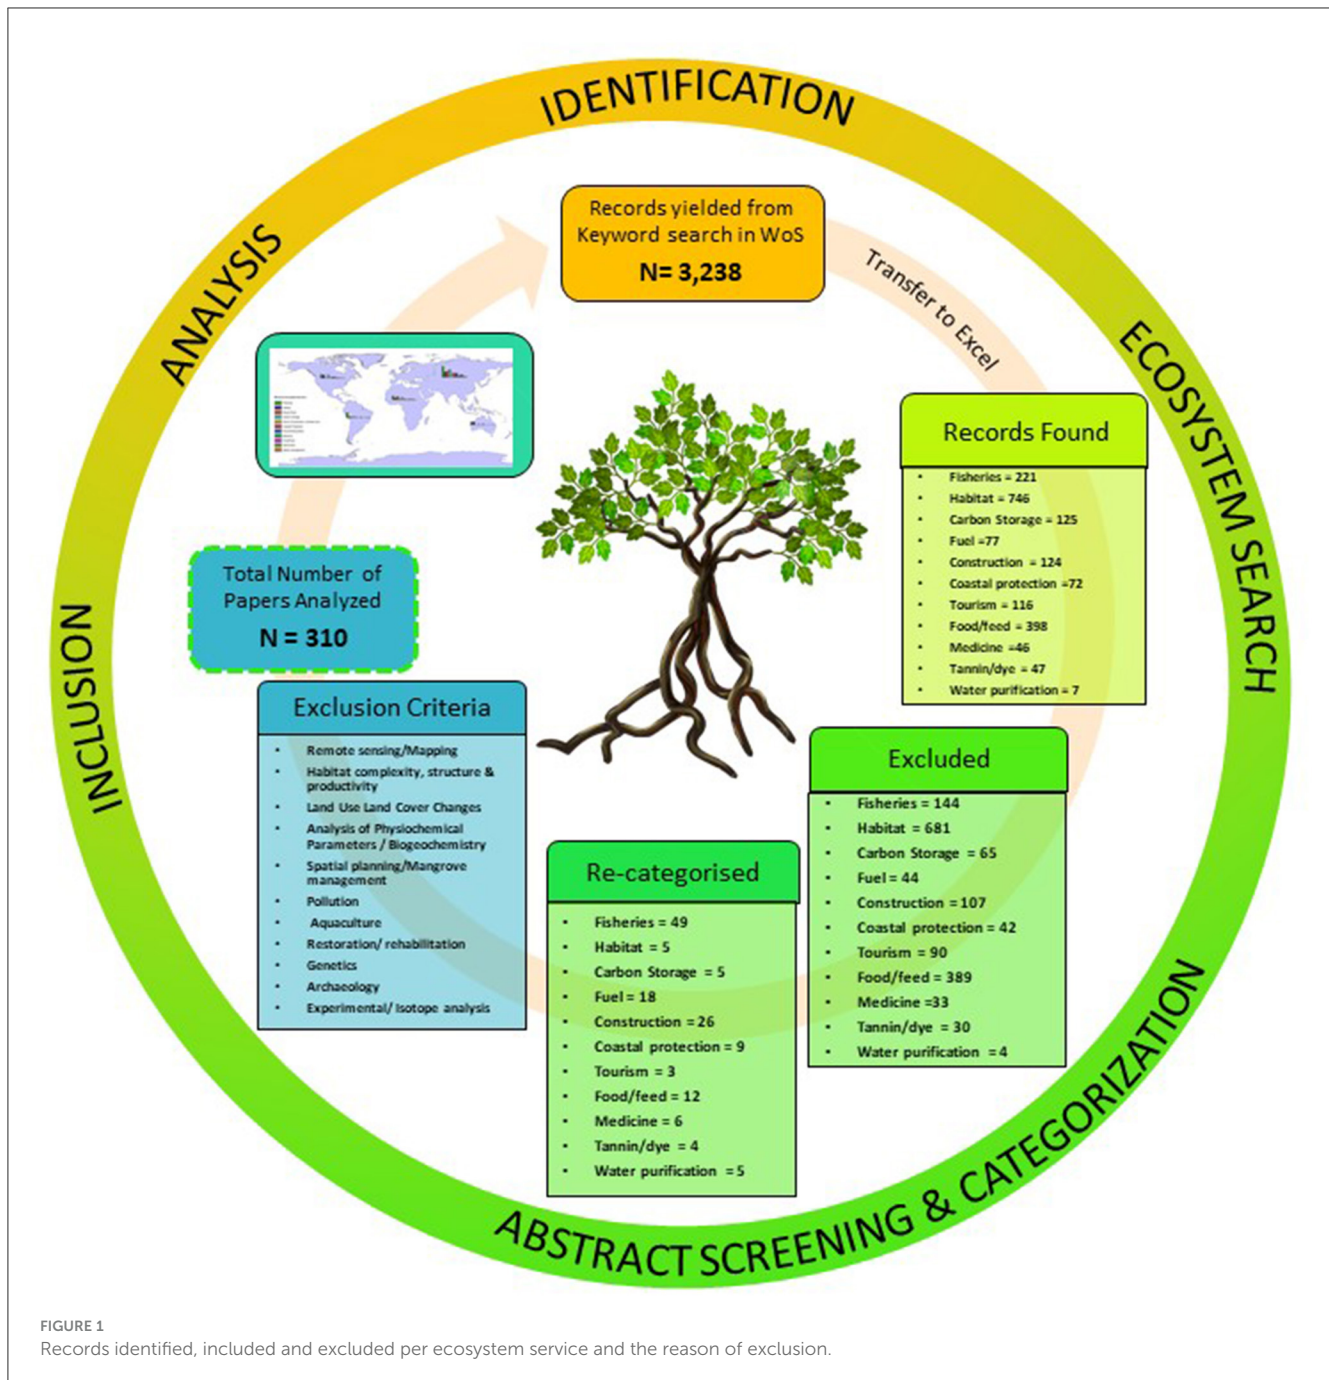 IDENTIFICATION
ECOSYSTEM SEARCH
ABSTRACT SCREENING & CATEGORIZATION
INCLUSION
ANALYSIS
Records yielded from
Keyword search in WoS
N= 3,238
Transfer to Excel
Records Found
• Fisheries = 221
• Habitat = 746
• Carbon Storage = 125
• Fuel =77
• Construction = 124
• Coastal protection =72
• Tourism = 116
• Food/feed = 398
• Medicine =46
• Tannin/dye = 47
• Water purification = 7
Excluded
• Fisheries = 144
• Habitat = 681
• Carbon Storage = 65
• Fuel = 44
• Construction = 107
• Coastal protection = 42
• Tourism = 90
• Food/feed = 389
• Medicine =33
• Tannin/dye = 30
• Water purification = 4
Re-categorised
• Fisheries = 49
• Habitat = 5
• Carbon Storage = 5
• Fuel = 18
• Construction = 26
• Coastal protection = 9
• Tourism = 3
• Food/feed = 12
• Medicine = 6
• Tannin/dye = 4
• Water purification = 5
Exclusion Criteria
• Remote sensing/Mapping
• Habitat complexity, structure &
productivity
• Land Use Land Cover Changes
• Analysis of Physiochemical
Parameters / Biogeochemistry
• Spatial planning/Mangrove
management
• Pollution
• Aquaculture
• Restoration/ rehabilitation
• Genetics
• Archaeology
• Experimental/ Isotope analysis
Total Number of
Papers Analyzed
N = 310
FIGURE 1
Records identified, included and excluded per ecosystem service and the reason of exclusion.